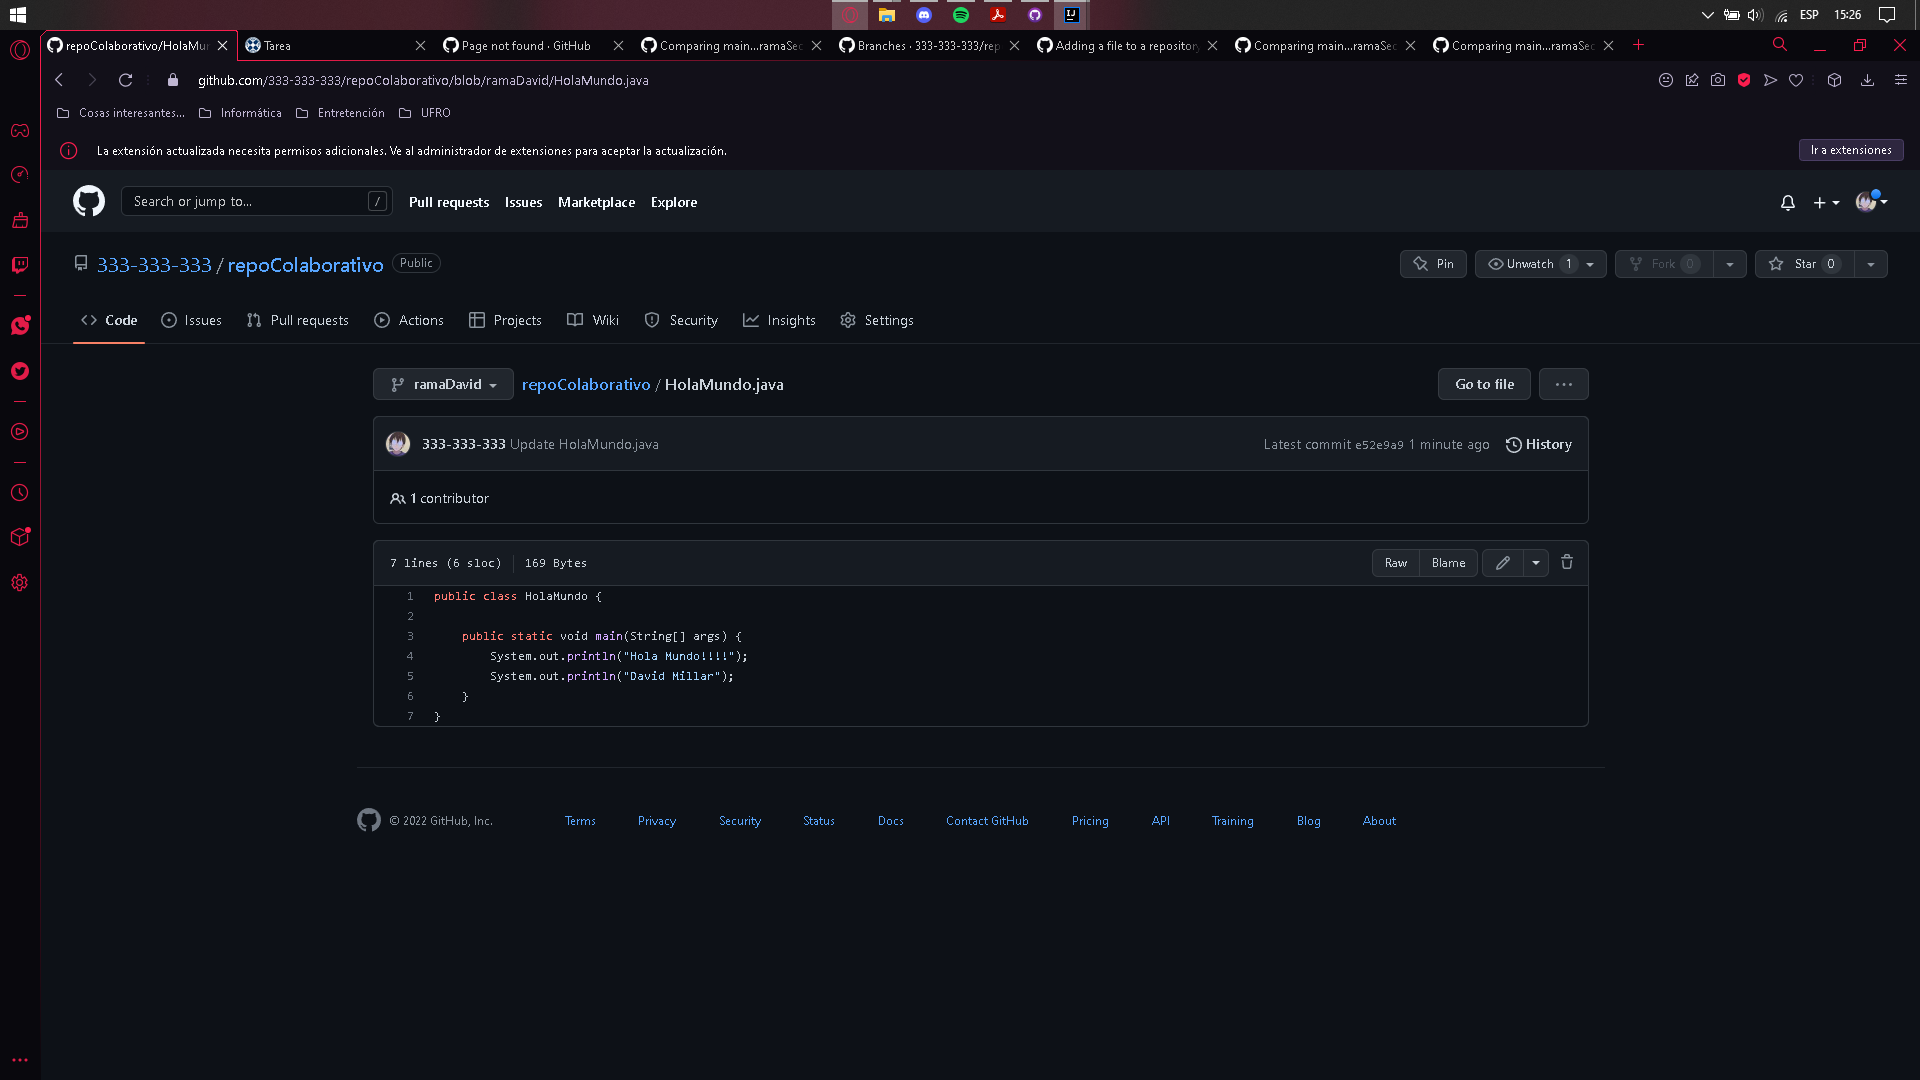 ESP 15:26
repoColaborativo/HolaMun
Tarea
Page not found · GitHub
Comparing main...ramaSec
Branches · 333-333-333/rep
Adding a file to a repository
Comparing main...ramaSec
Comparing main...ramaSec
github.com/333-333-333/repoColaborativo/blob/ramaDavid/HolaMundo.java
Cosas interesantes... Informática Entretención UFRO
La extensión actualizada necesita permisos adicionales. Ve al administrador de extensiones para aceptar la actualización. Ir a extensiones
Search or jump to... / Pull requests Issues Marketplace Explore
333-333-333 / repoColaborativo Public Pin Unwatch 1 Fork 0 Star 0
Code Issues Pull requests Actions Projects Wiki Security Insights Settings
ramaDavid repoColaborativo / HolaMundo.java Go to file ...
333-333-333 Update HolaMundo.java Latest commit e52e9a9 1 minute ago History
1 contributor
7 lines (6 sloc) 169 Bytes Raw Blame
1 public class HolaMundo {
2
3 public static void main(String[] args) {
4 System.out.println("Hola Mundo!!!!");
5 System.out.println("David Millar");
6 }
7 }
© 2022 GitHub, Inc. Terms Privacy Security Status Docs Contact GitHub Pricing API Training Blog About